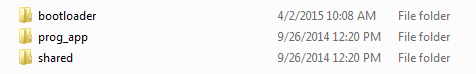 bootloader 4/2/2015 10:08 AM File folder
prog_app 9/26/2014 12:20 PM File folder
shared 9/26/2014 12:20 PM File folder